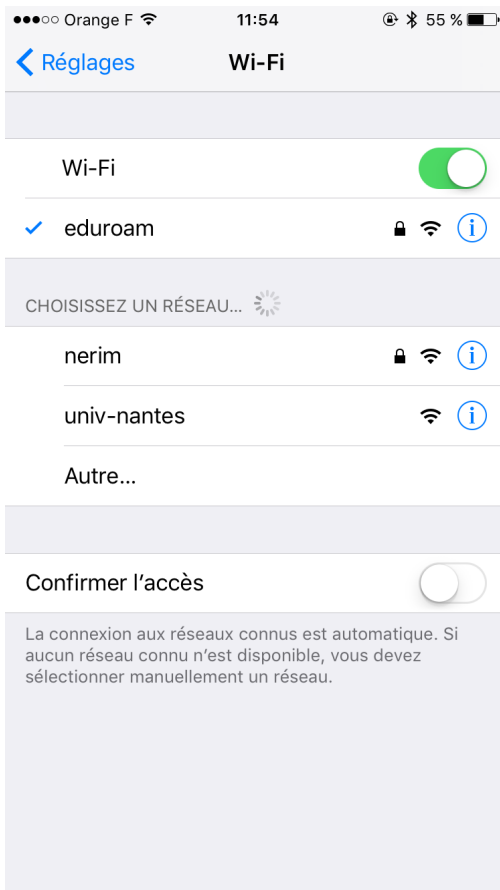 Orange F 11:54 55 %
Réglages Wi-Fi
Wi-Fi
eduroam
CHOISISSEZ UN RÉSEAU...
nerim
univ-nantes
Autre...
Confirmer l’accès
La connexion aux réseaux connus est automatique. Si
aucun réseau connu n’est disponible, vous devez
sélectionner manuellement un réseau.